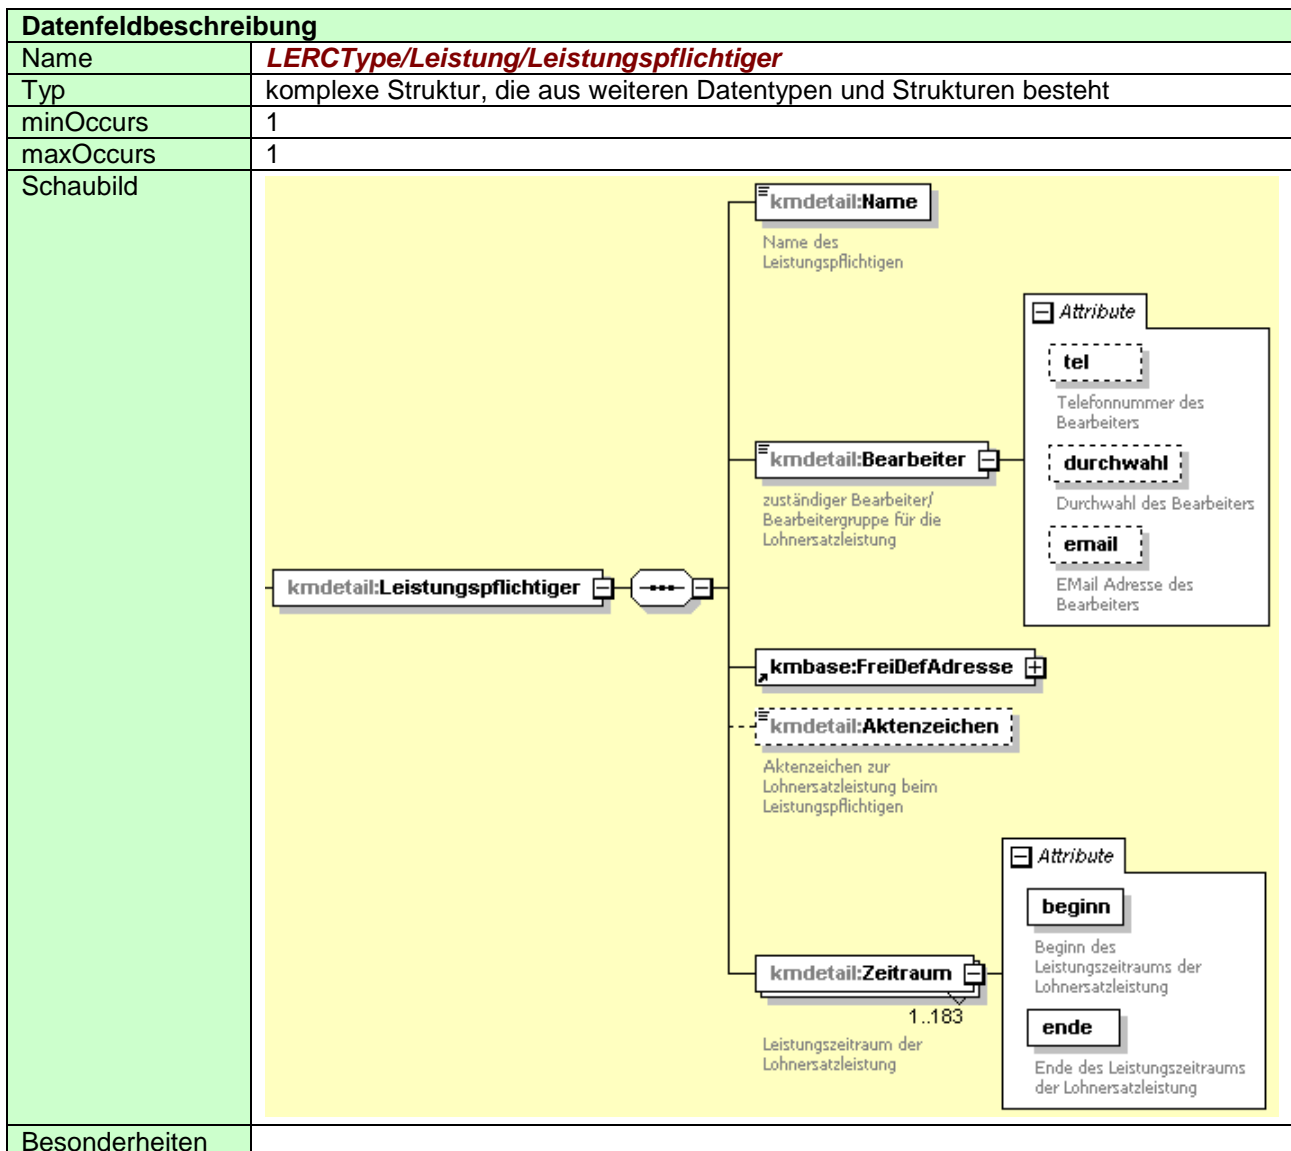 Datenfeldbeschreibung
Name LERCType/Leistung/Leistungspflichtiger
Typ komplexe Struktur, die aus weiteren Datentypen und Strukturen besteht
minOccurs 1
maxOccurs 1
Schaubild
kmdetail:Name
Name des
Leistungspflichtigen
Attribute
tel
Telefonnummer des
Bearbeiters
durchwahl
Durchwahl des Bearbeiters
email
EMail Adresse des
Bearbeiters
kmdetail:Bearbeiter
zuständiger Bearbeiter/
Bearbeitergruppe für die
Lohnersatzleistung
kmdetail:Leistungspflichtiger
kmbase:FreiDefAdresse
kmdetail:Aktenzeichen
Aktenzeichen zur
Lohnersatzleistung beim
Leistungspflichtigen
Attribute
beginn
Beginn des
Leistungszeitraums der
Lohnersatzleistung
ende
Ende des Leistungszeitraums
der Lohnersatzleistung
kmdetail:Zeitraum
1..183
Leistungszeitraum der
Lohnersatzleistung
Besonderheiten